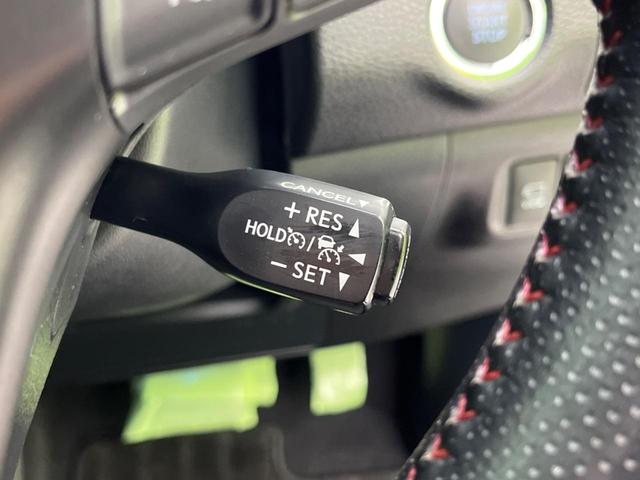 CANCEL▼
+ RES ▲
HOLD / ◀
− SET ▼